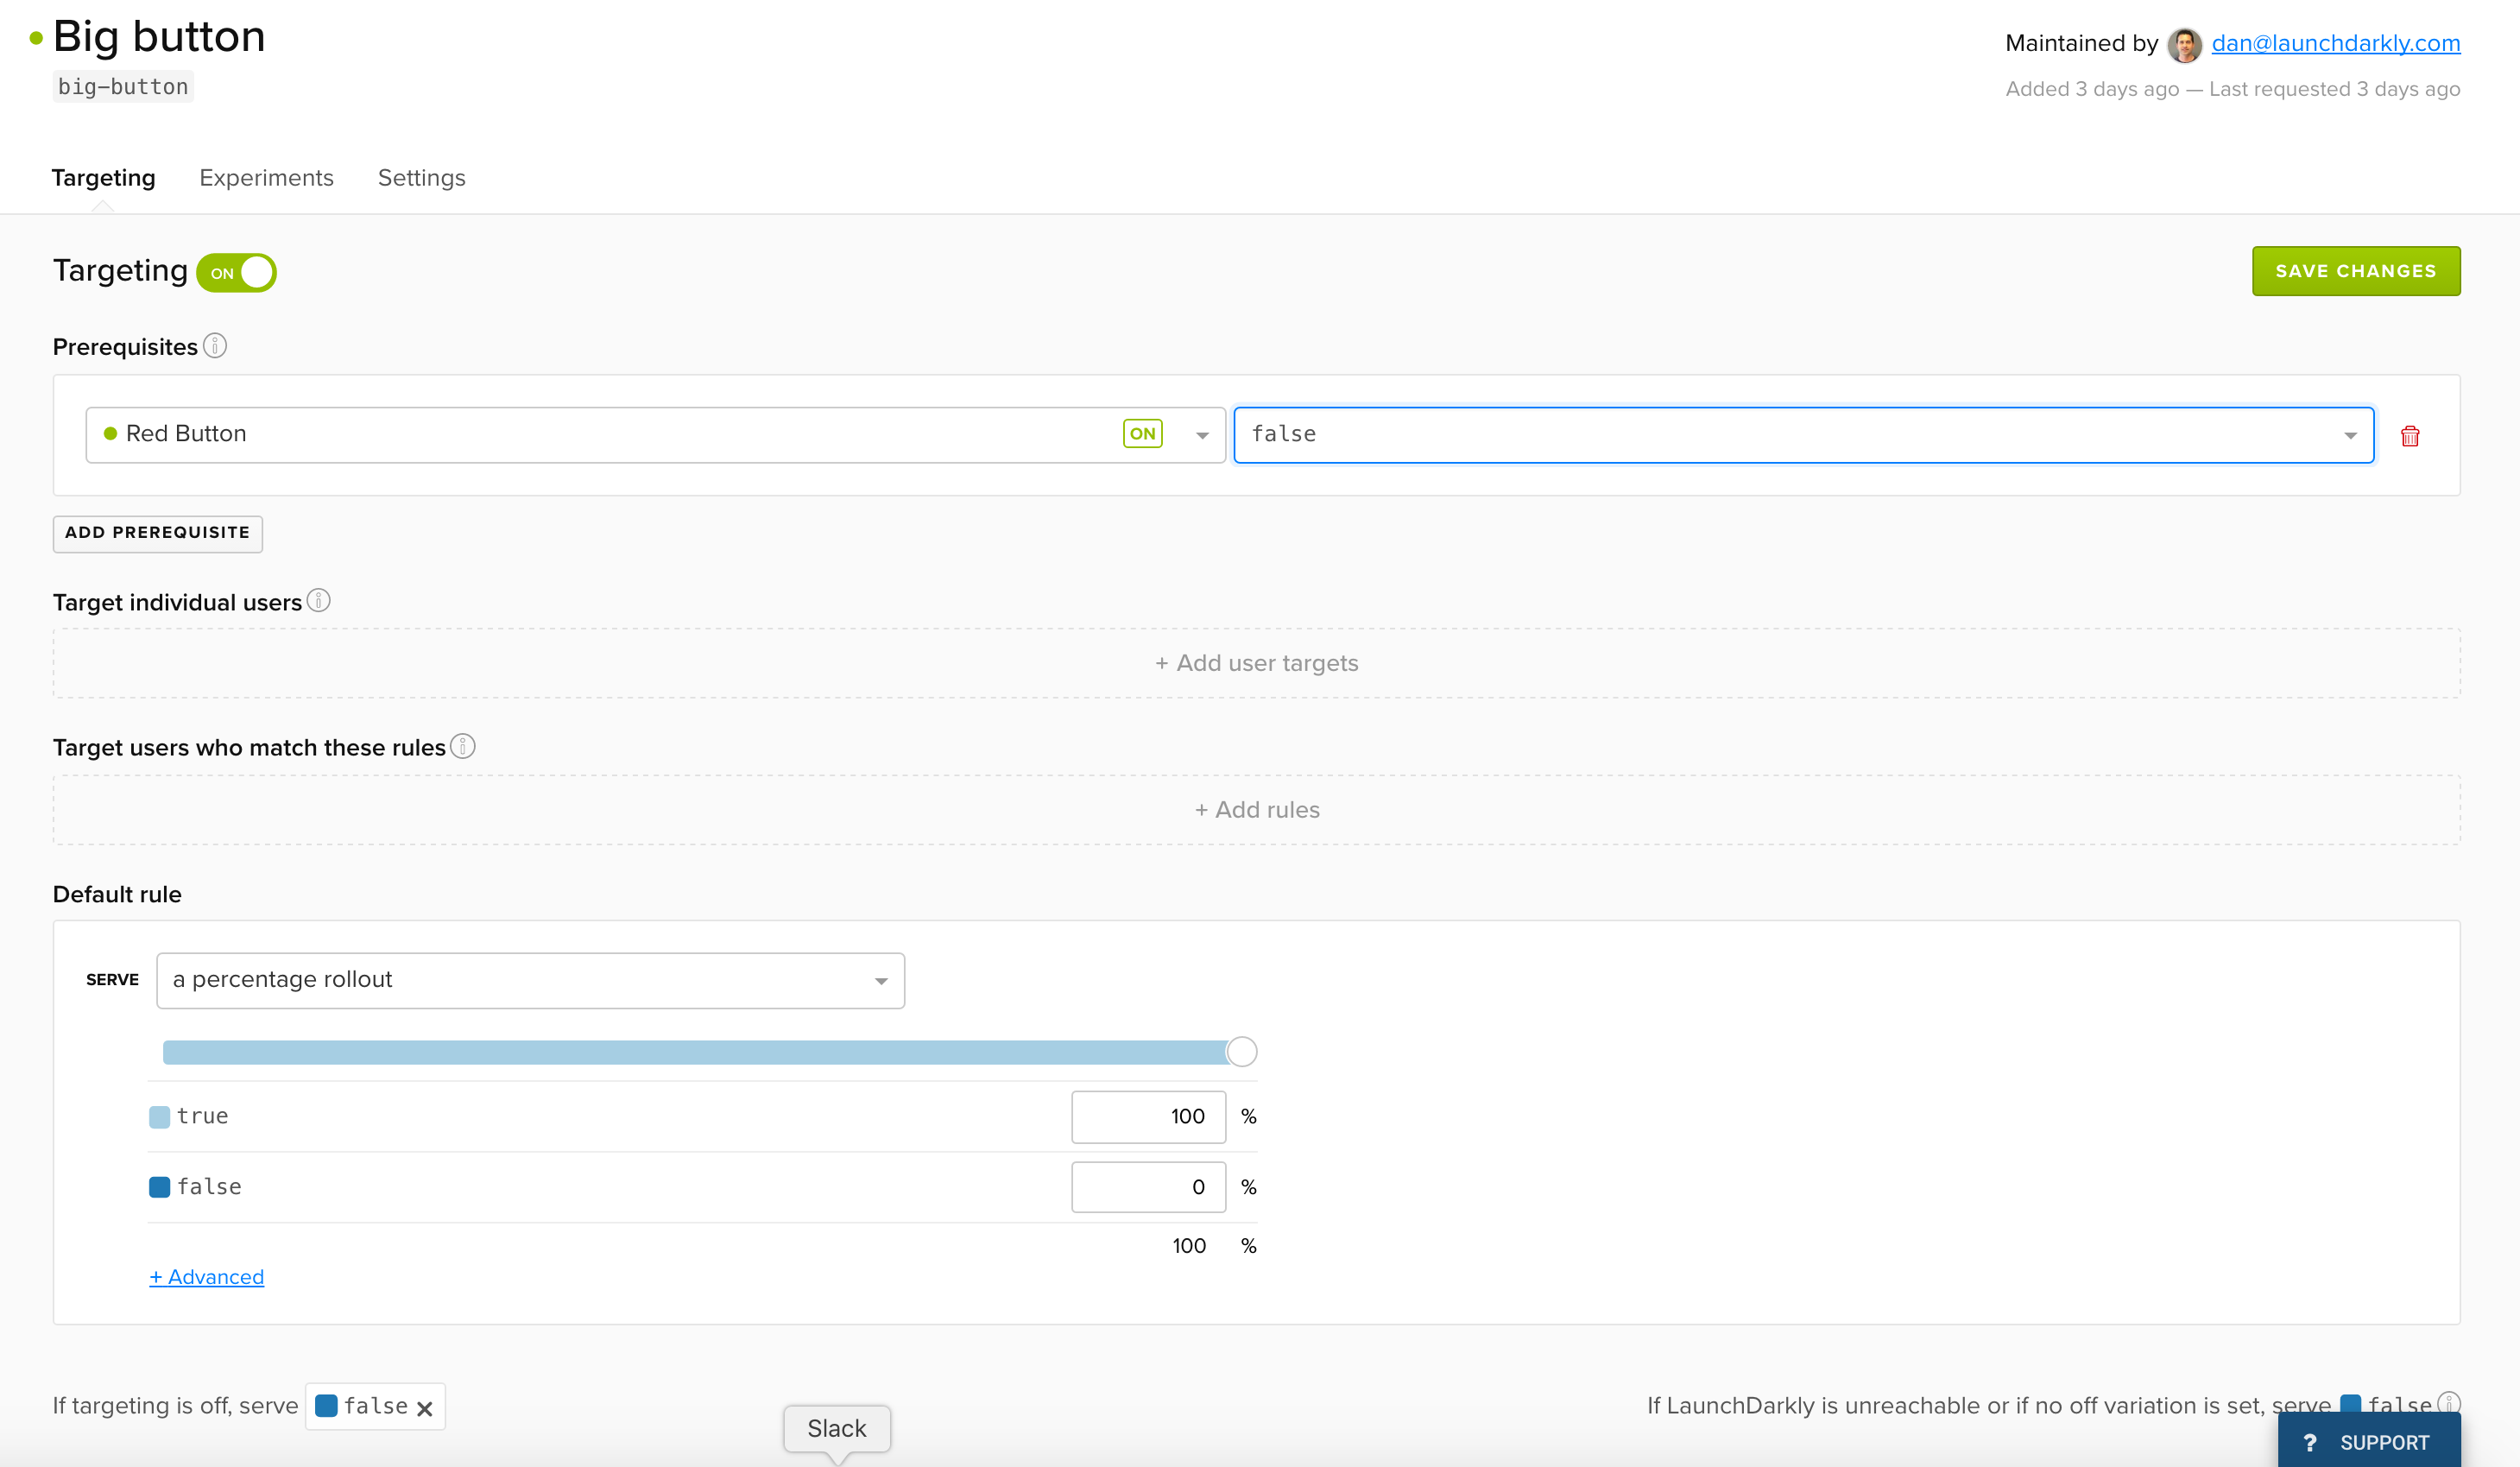 Big button
big-button
Maintained by dan@launchdarkly.com
Added 3 days ago — Last requested 3 days ago
Targeting Experiments Settings
Targeting ON
SAVE CHANGES
Prerequisites
Red Button ON
false
ADD PREREQUISITE
Target individual users
+ Add user targets
Target users who match these rules
+ Add rules
Default rule
SERVE a percentage rollout
true 100 %
false 0 %
100 %
+ Advanced
If targeting is off, serve false
If LaunchDarkly is unreachable or if no off variation is set, serve false
Slack
? SUPPORT